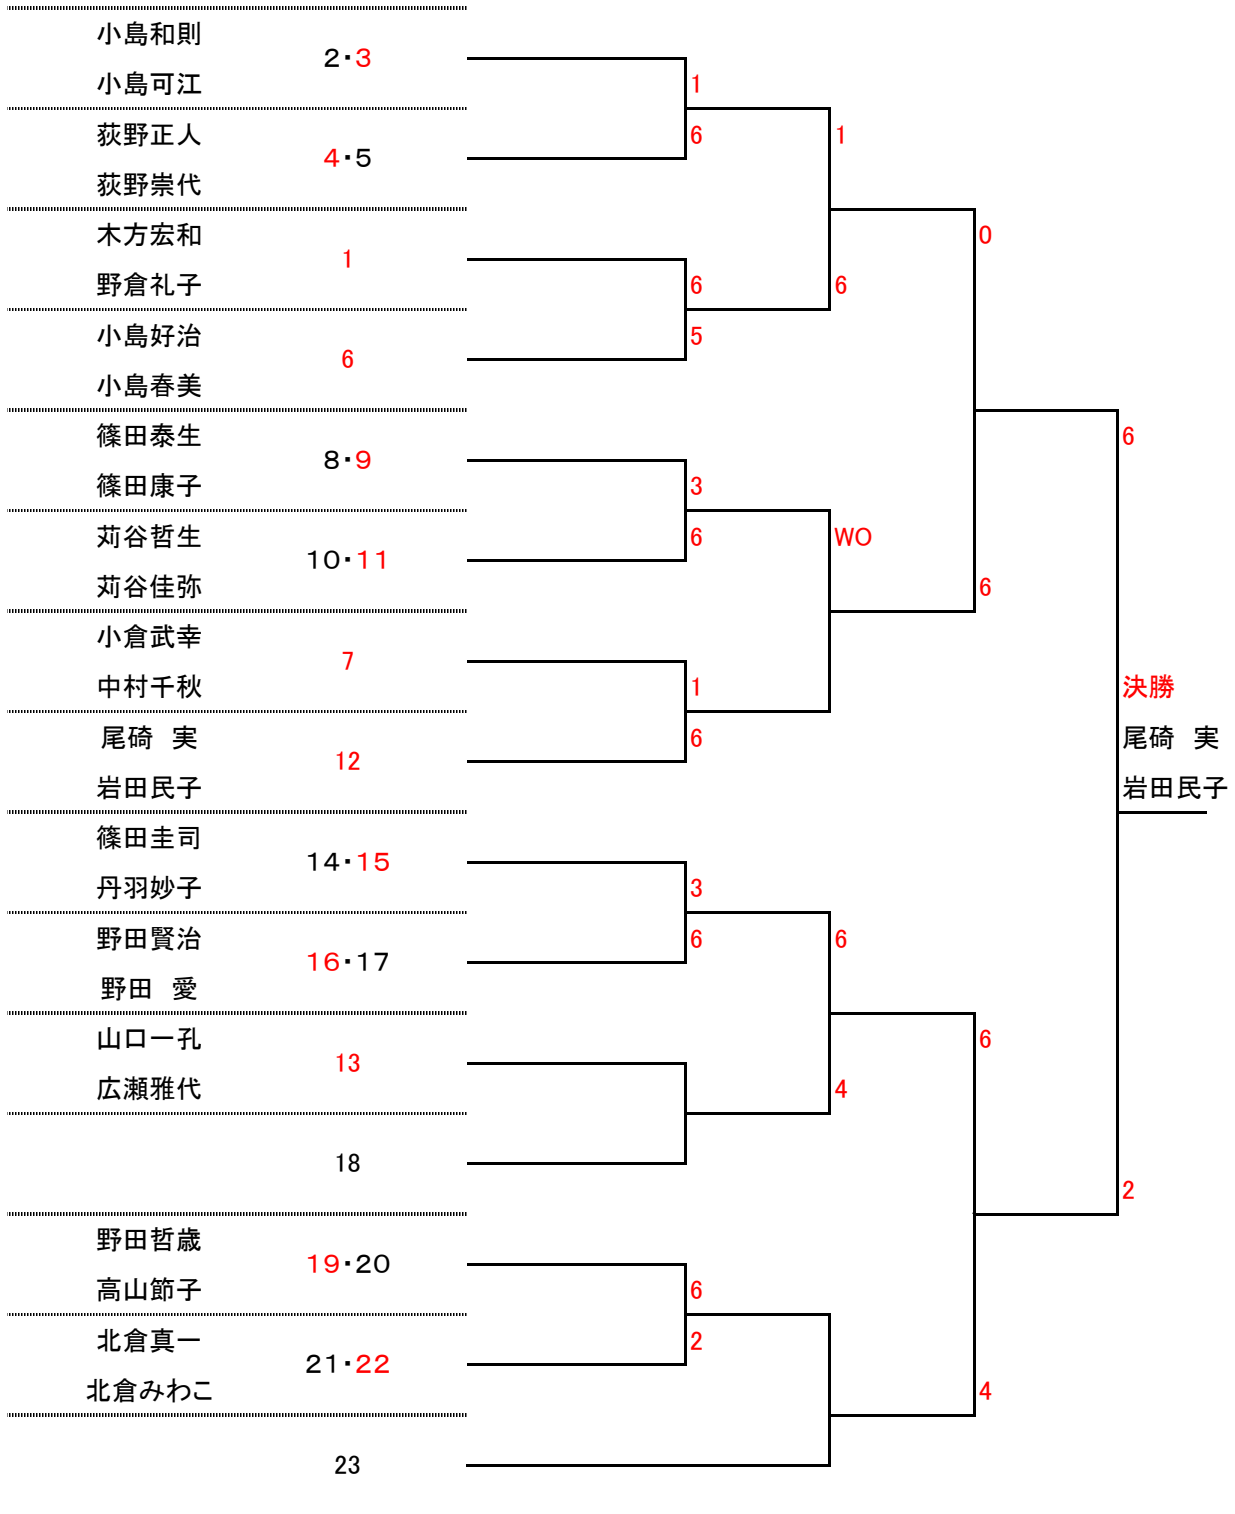 小島和則
2・3
小島可江
1
荻野正人
6
1
4・5
荻野崇代
木方宏和
0
1
野倉礼子
6
6
小島好治
5
6
小島春美
篠田泰生
6
8・9
篠田康子
3
苅谷哲生
6
WO
10・11
苅谷佳弥
6
小倉武幸
7
中村千秋
1
決勝
尾碕　実
6
尾碕　実
12
岩田民子
岩田民子
篠田圭司
14・15
丹羽妙子
3
野田賢治
6
6
16・17
野田　愛
山口一孔
6
13
広瀬雅代
4
18
2
野田哲歳
19・20
高山節子
6
北倉真一
2
21・22
北倉みわこ
4
23